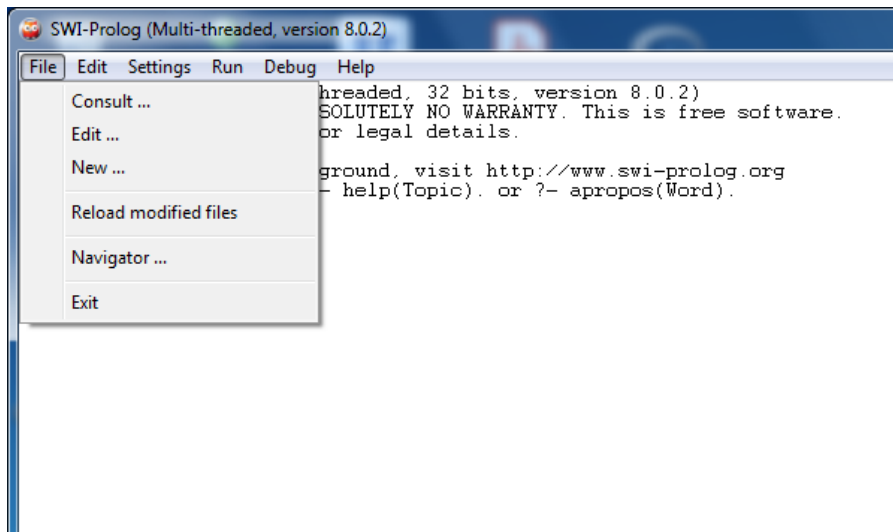 SWI-Prolog (Multi-threaded, version 8.0.2)
File Edit Settings Run Debug Help
Consult ...
Edit ...
New ...
Reload modified files
Navigator ...
Exit
hreaded, 32 bits, version 8.0.2)
SOLUTELY NO WARRANTY. This is free software.
or legal details.
ground, visit http://www.swi-prolog.org
- help(Topic). or ?- apropos(Word).